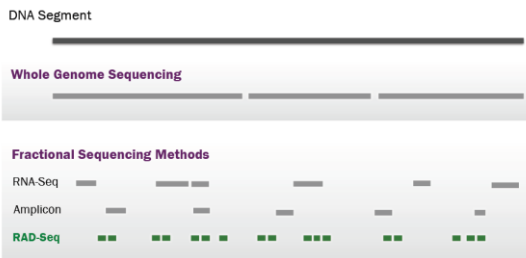 DNA Segment
Whole Genome Sequencing
Fractional Sequencing Methods
RNA-Seq
Amplicon
RAD-Seq